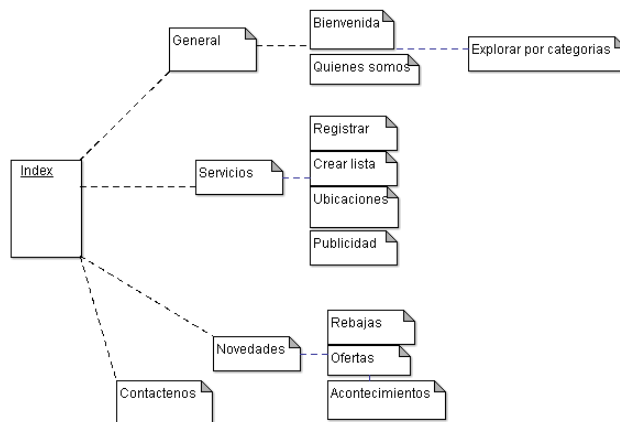 Index
General
Bienvenida
Quienes somos
Explorar por categorias
Servicios
Registrar
Crear lista
Ubicaciones
Publicidad
Novedades
Rebajas
Ofertas
Acontecimientos
Contactenos